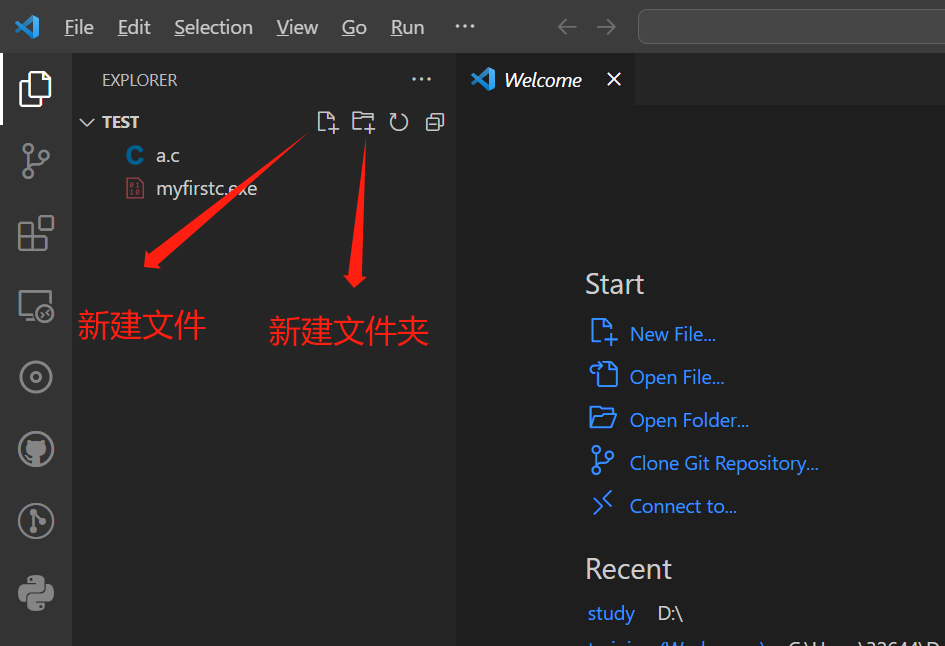 File Edit Selection View Go Run ...
EXPLORER ...
Welcome
TEST
C a.c
myfirstc.exe
新建文件
新建文件夹
Start
New File...
Open File...
Open Folder...
Clone Git Repository...
Connect to...
Recent
study D:\